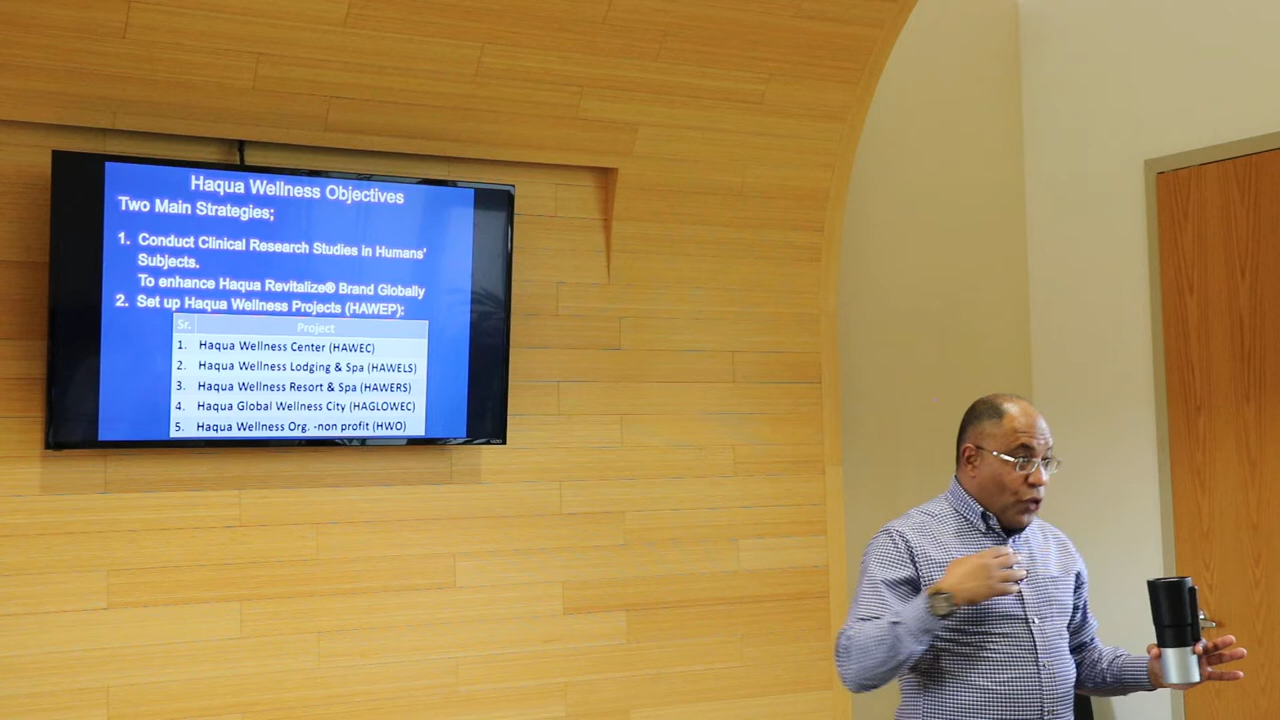 Haqua Wellness Objectives
Two Main Strategies;
1. Conduct Clinical Research Studies in Humans'
Subjects.
To enhance Haqua Revitalize® Brand Globally
2. Set up Haqua Wellness Projects (HAWEP):
Sr. Project
1. Haqua Wellness Center (HAWEC)
2. Haqua Wellness Lodging & Spa (HAWELS)
3. Haqua Wellness Resort & Spa (HAWERS)
4. Haqua Global Wellness City (HAGLOWEC)
5. Haqua Wellness Org. -non profit (HWO)